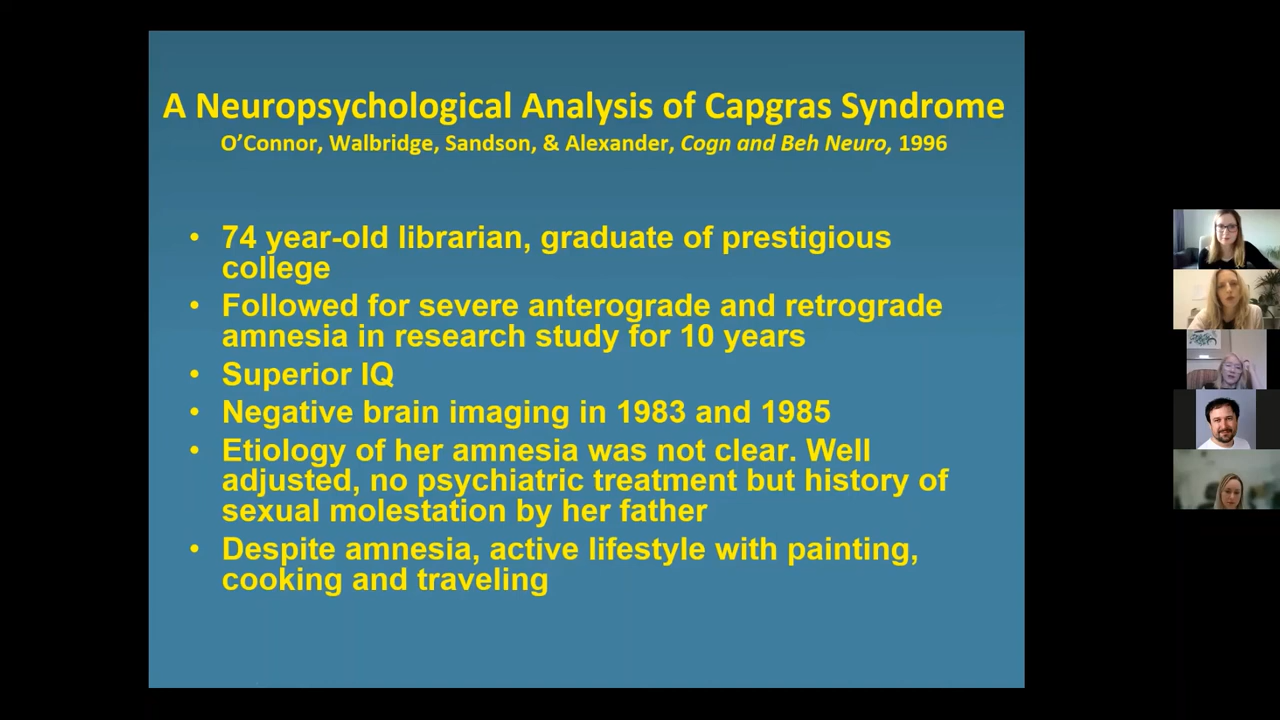 A Neuropsychological Analysis of Capgras Syndrome
O’Connor, Walbridge, Sandson, & Alexander, Cogn and Beh Neuro, 1996
• 74 year-old librarian, graduate of prestigious
college
• Followed for severe anterograde and retrograde
amnesia in research study for 10 years
• Superior IQ
• Negative brain imaging in 1983 and 1985
• Etiology of her amnesia was not clear. Well
adjusted, no psychiatric treatment but history of
sexual molestation by her father
• Despite amnesia, active lifestyle with painting,
cooking and traveling